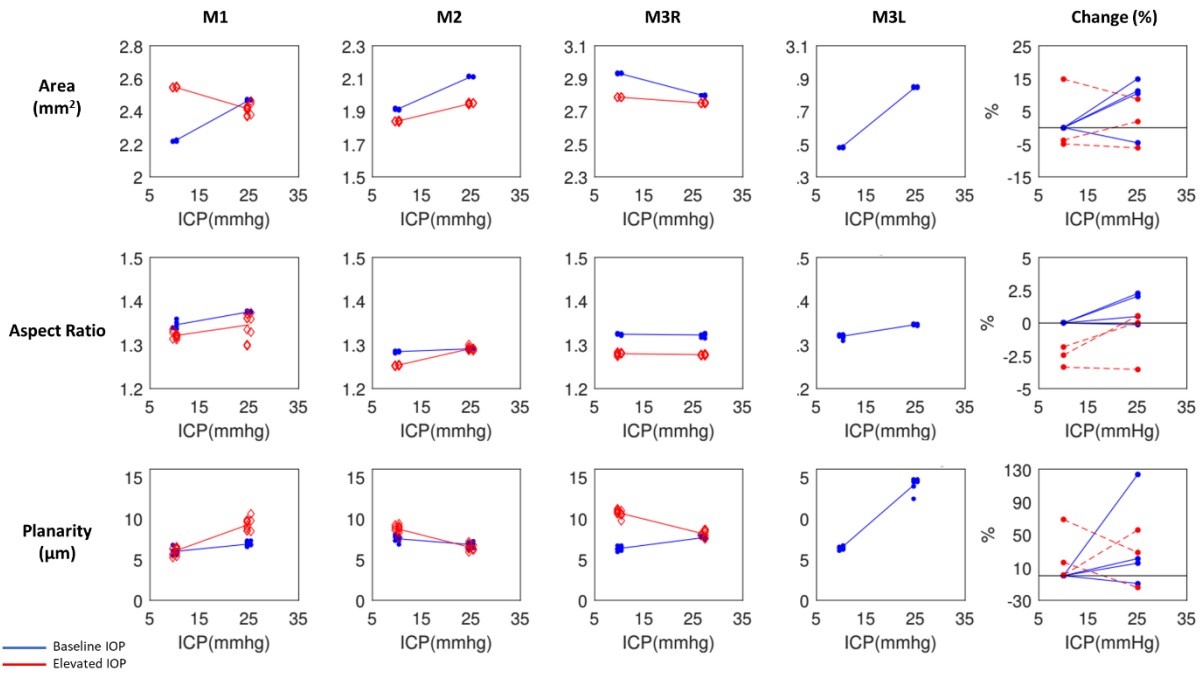 M1 M2 M3R M3L Change (%)
Area
(mm²)
2.8
2.6
2.4
2.2
2
5 15 25 35
ICP(mmhg)
2.3
2.1
1.9
1.7
1.5
5 15 25 35
ICP(mmhg)
3.1
2.9
2.7
2.5
2.3
5 15 25 35
ICP(mmhg)
.1
.9
.7
.5
.3
5 15 25 35
ICP(mmhg)
%
25
15
5
-5
-15
5 15 25 35
ICP(mmHg)
Aspect Ratio
1.5
1.4
1.3
1.2
5 15 25 35
ICP(mmhg)
1.5
1.4
1.3
1.2
5 15 25 35
ICP(mmhg)
1.5
1.4
1.3
1.2
5 15 25 35
ICP(mmhg)
.5
.4
.3
.2
5 15 25 35
ICP(mmhg)
%
5
2.5
0
-2.5
-5
5 15 25 35
ICP(mmHg)
Planarity
(µm)
15
10
5
0
5 15 25 35
ICP(mmhg)
15
10
5
0
5 15 25 35
ICP(mmhg)
15
10
5
0
5 15 25 35
ICP(mmhg)
5
0
5
0
5 15 25 35
ICP(mmhg)
%
130
90
50
10
-30
5 15 25 35
ICP(mmHg)
Baseline IOP
Elevated IOP